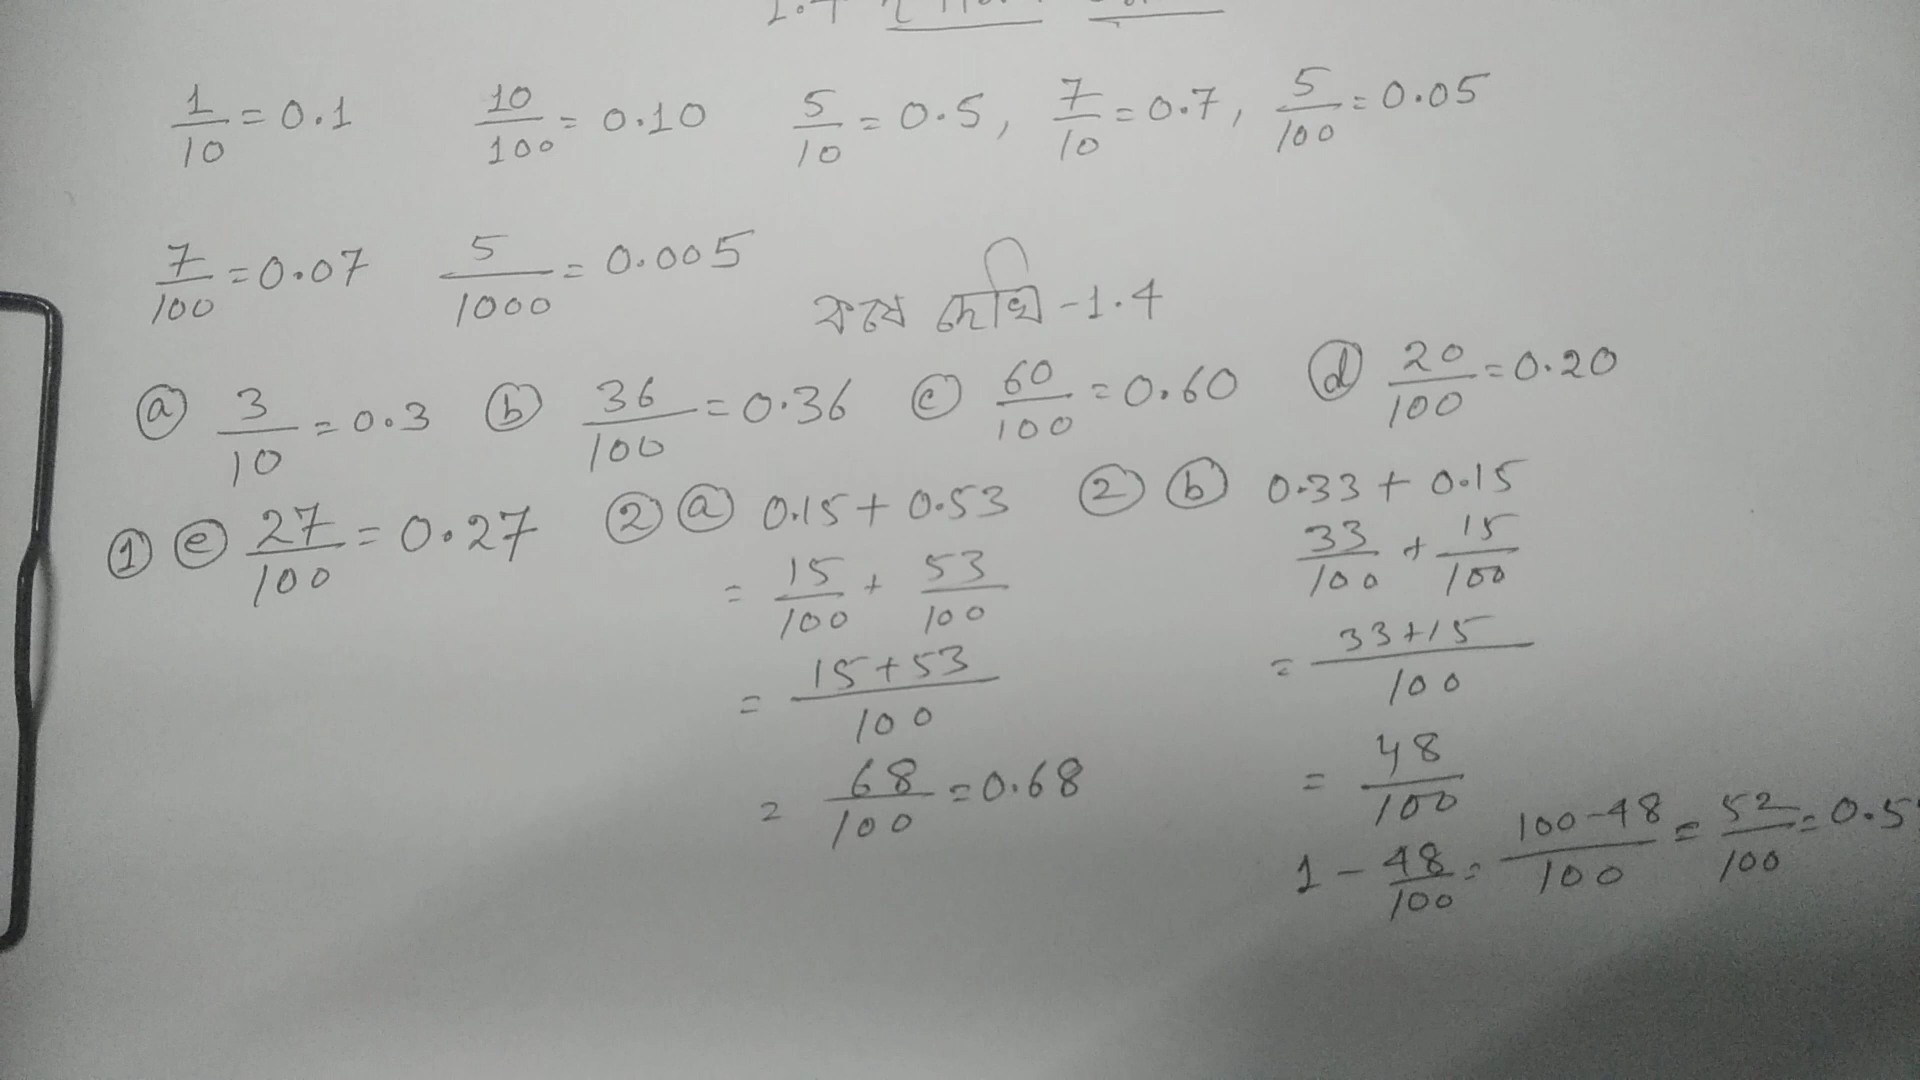 1/10 = 0.1 10/100 = 0.10 5/10 = 0.5, 7/10 = 0.7, 5/100 = 0.05
7/100 = 0.07 5/1000 = 0.005
কষে দেখি - 1.4
ⓐ 3/10 = 0.3 ⓑ 36/100 = 0.36 ⓒ 60/100 = 0.60 ⓓ 20/100 = 0.20
① ⓔ 27/100 = 0.27 ② ⓐ 0.15 + 0.53 ② ⓑ 0.33 + 0.15
= 15/100 + 53/100 33/100 + 15/100
= 15+53/100 = 33+15/100
= 68/100 = 0.68 = 48/100
1 - 48/100 = 100-48/100 = 52/100 = 0.5